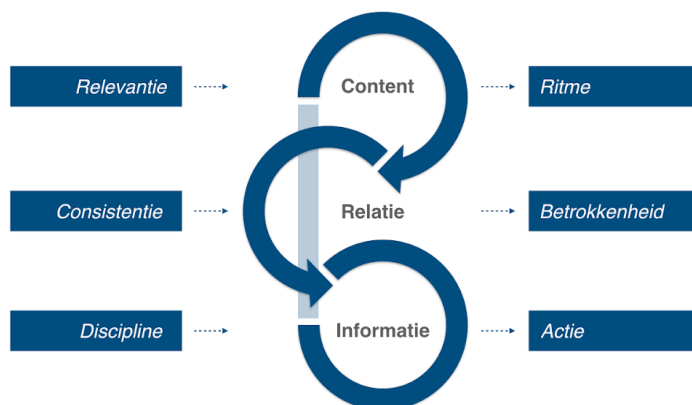 Relevantie
Content
Ritme
Consistentie
Relatie
Betrokkenheid
Discipline
Informatie
Actie